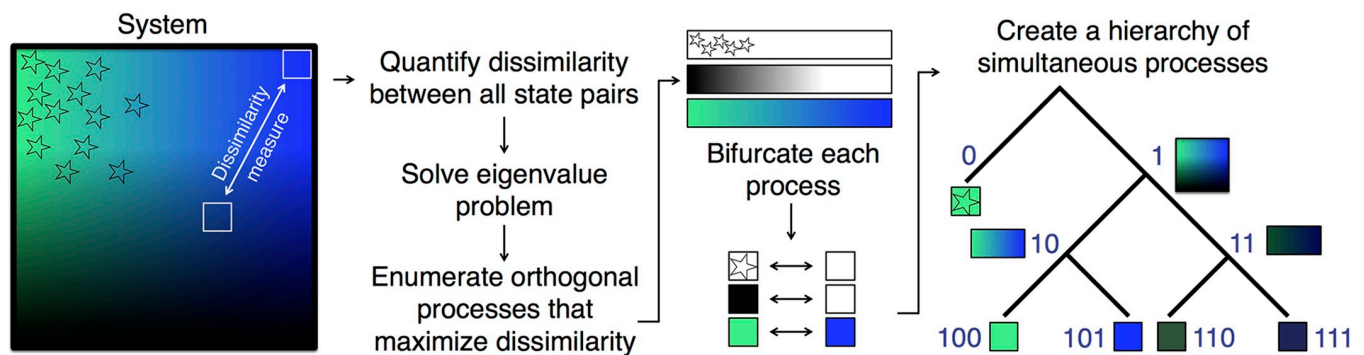 System
Dissimilarity
measure
Quantify dissimilarity
between all state pairs
Solve eigenvalue
problem
Enumerate orthogonal
processes that
maximize dissimilarity
Bifurcate each
process
Create a hierarchy of
simultaneous processes
0
1
10
11
100
101
110
111